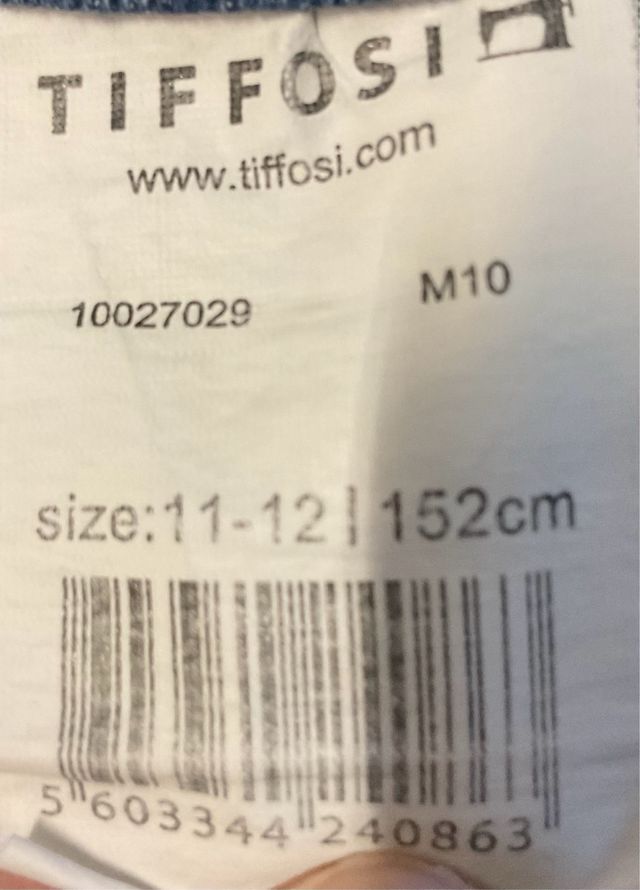 TIFFOSI
www.tiffosi.com
10027029 M10
size:11-12 | 152cm
5 603344 240863